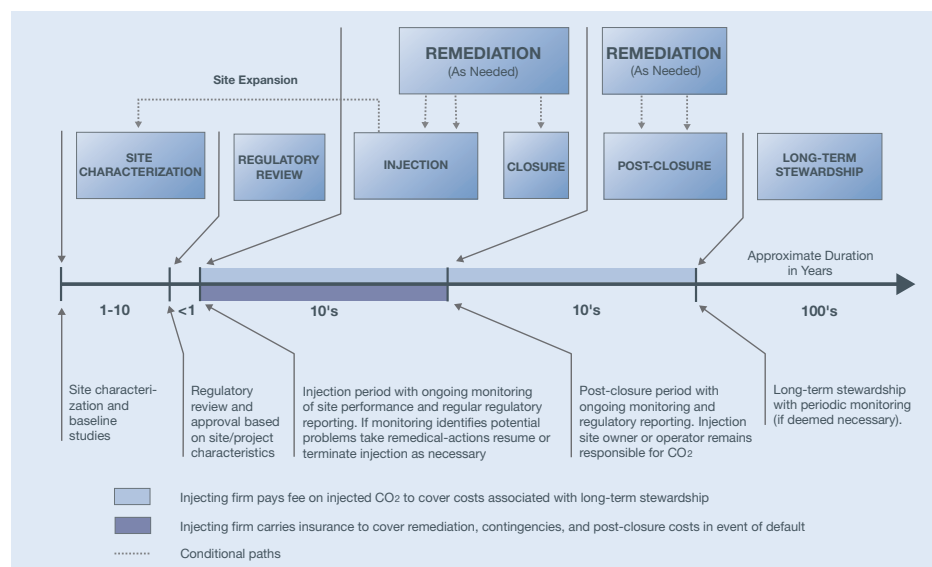 REMEDIATION
(As Needed)
REMEDIATION
(As Needed)
Site Expansion
SITE
CHARACTERIZATION
REGULATORY
REVIEW
INJECTION
CLOSURE
POST-CLOSURE
LONG-TERM
STEWARDSHIP
Approximate Duration
in Years
1-10
<1
10's
10's
100's
Site characteri-
zation and
baseline
studies
Regulatory
review and
approval based
on site/project
characteristics
Injection period with ongoing monitoring
of site performance and regular regulatory
reporting. If monitoring identifies potential
problems take remedical-actions resume or
terminate injection as necessary
Post-closure period with
ongoing monitoring and
regulatory reporting. Injection
site owner or operator remains
responsible for CO2
Long-term stewardship
with periodic monitoring
(if deemed necessary).
Injecting firm pays fee on injected CO2 to cover costs associated with long-term stewardship
Injecting firm carries insurance to cover remediation, contingencies, and post-closure costs in event of default
Conditional paths